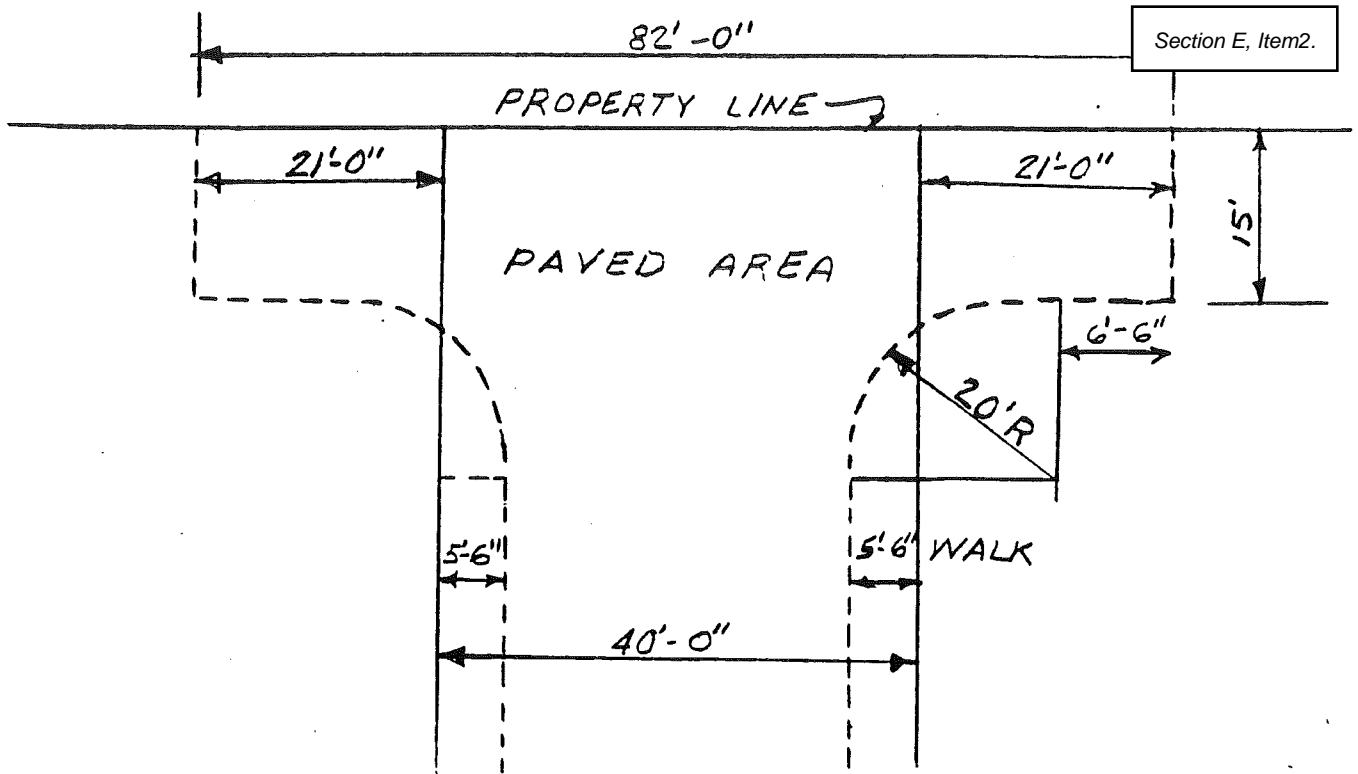 82'-0"
Section E, Item2.
PROPERTY LINE
21'-0"
21'-0"
15'
PAVED AREA
6'-6"
20'R
5'-6"
5'-6" WALK
40'-0"